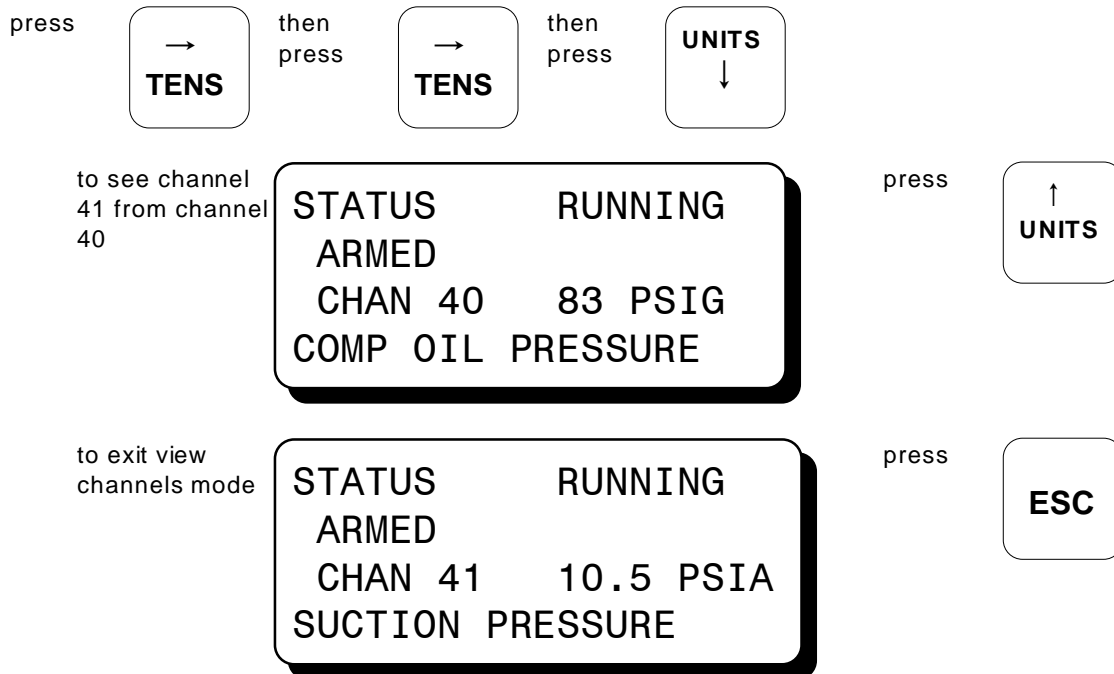 press
→
TENS
then
press
→
TENS
then
press
UNITS
↓
to see channel
41 from channel
40
STATUS RUNNING
ARMED
CHAN 40 83 PSIG
COMP OIL PRESSURE
press
↑
UNITS
to exit view
channels mode
STATUS RUNNING
ARMED
CHAN 41 10.5 PSIA
SUCTION PRESSURE
press
ESC